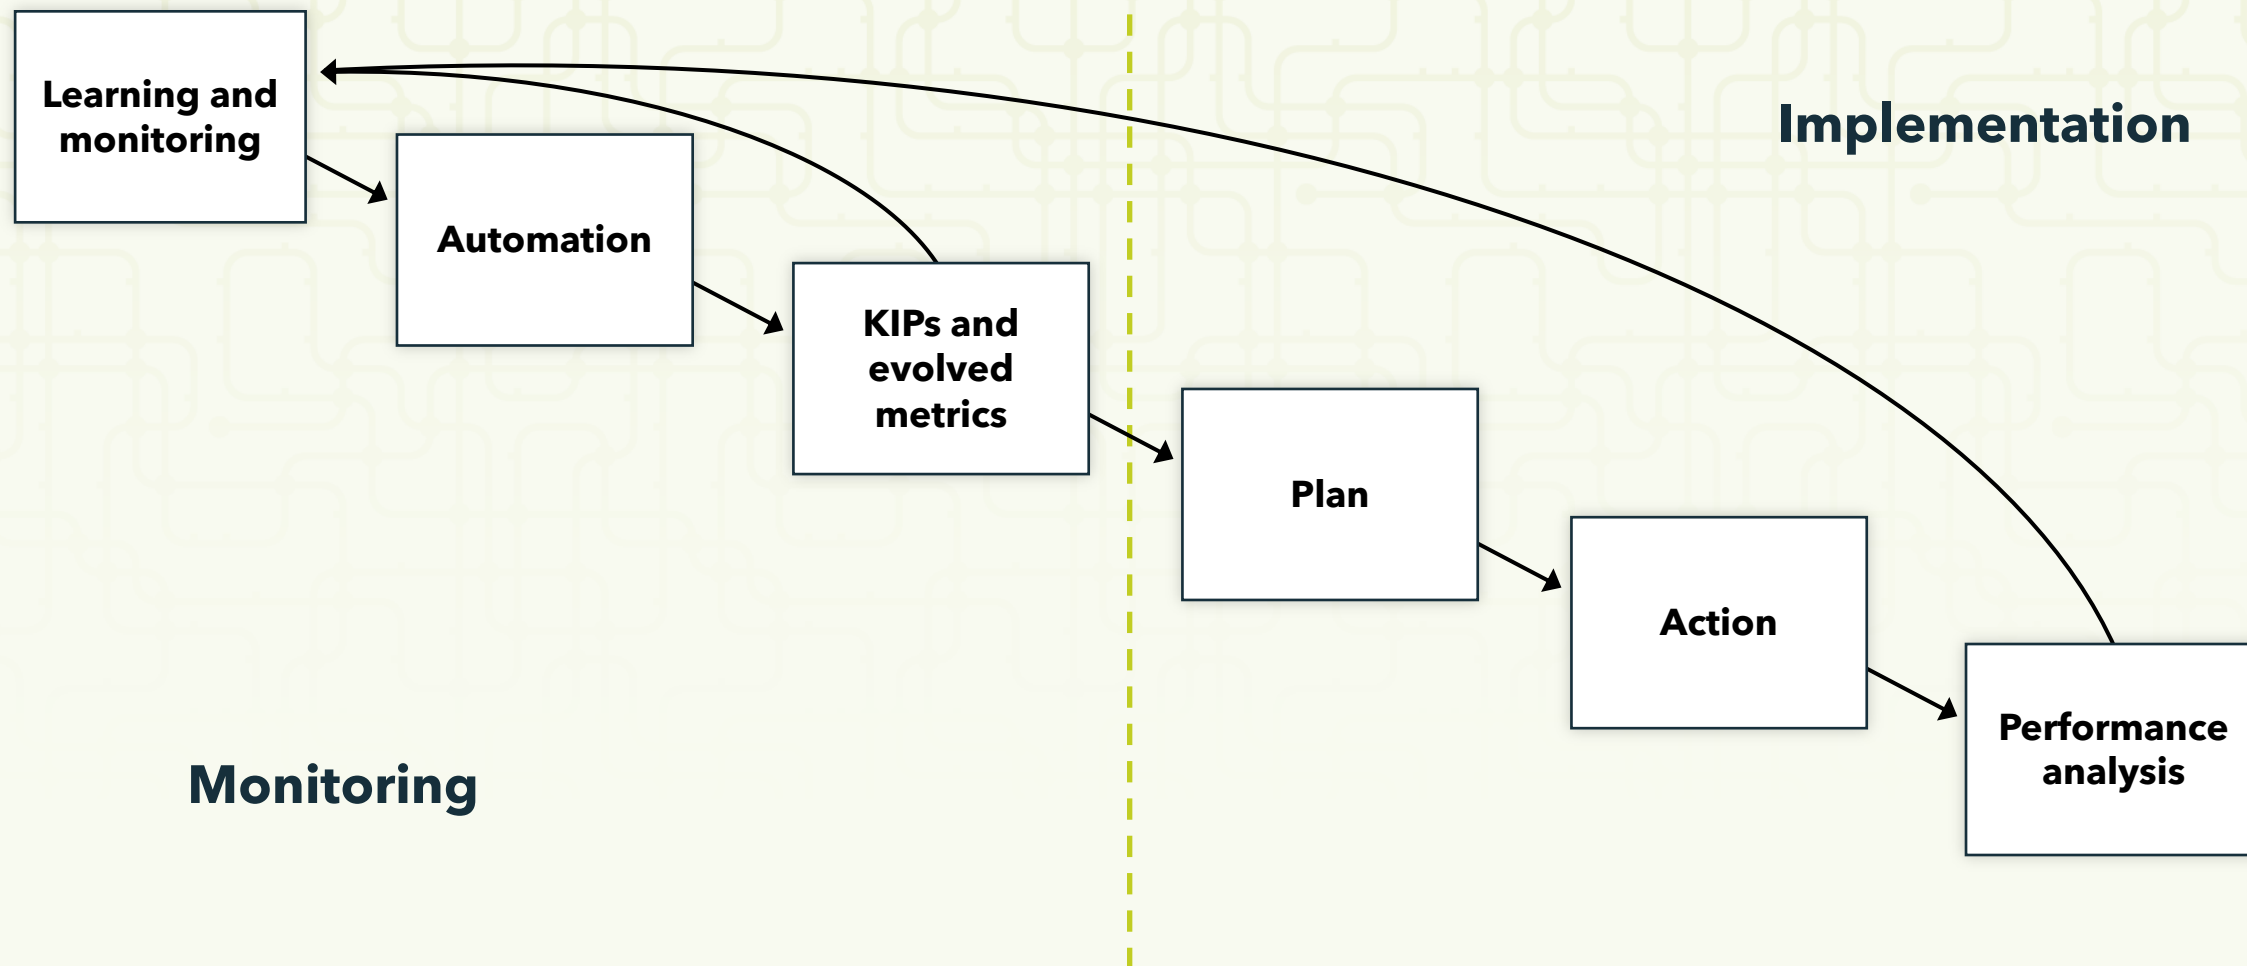 Learning and
monitoring
Implementation
Automation
KIPs and
evolved
metrics
Plan
Action
Performance
analysis
Monitoring